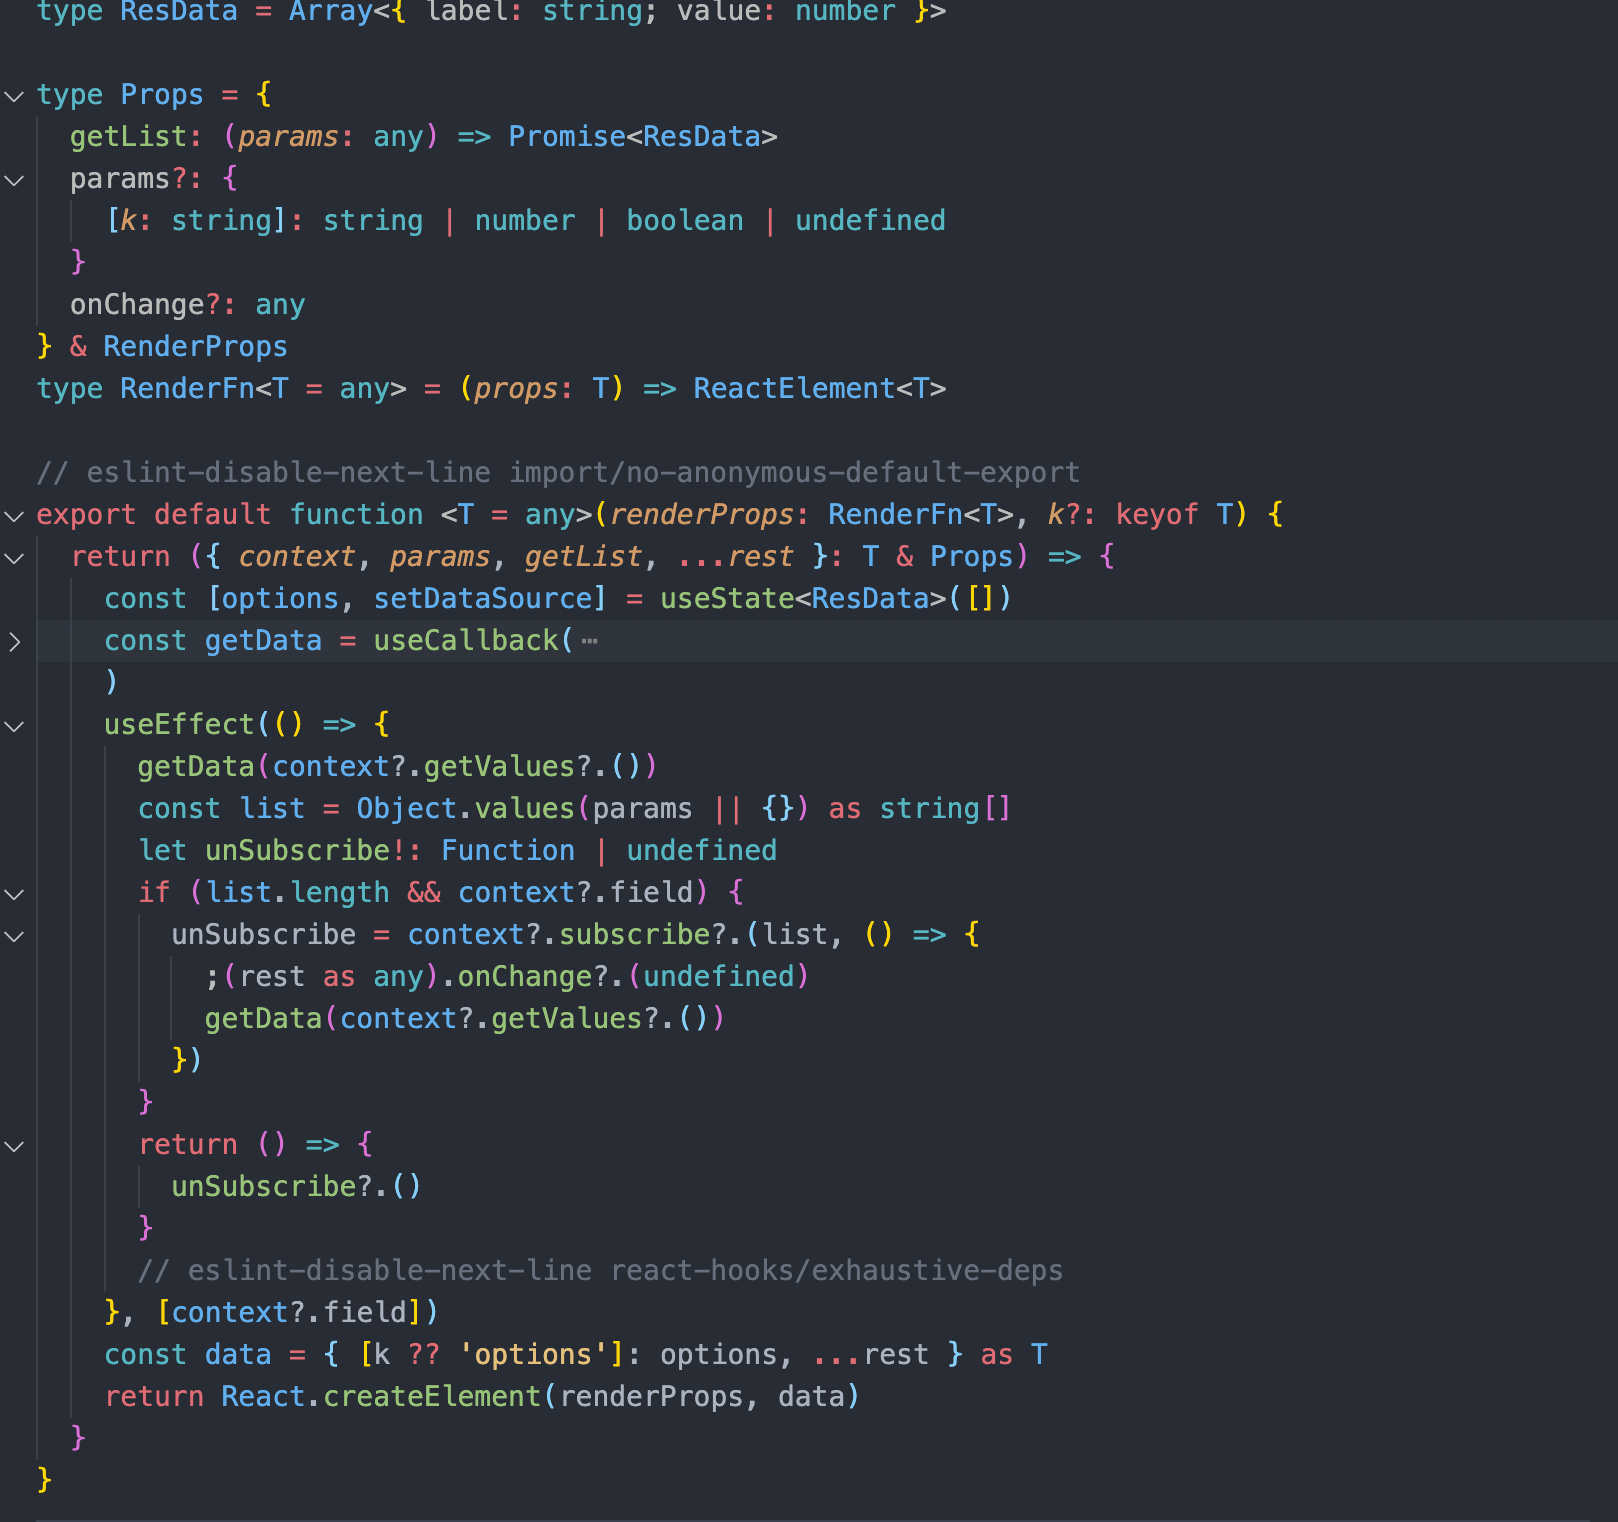 type ResData = Array<{ label: string; value: number }>
type Props = {
getList: (params: any) => Promise<ResData>
params?: {
[k: string]: string | number | boolean | undefined
}
onChange?: any
} & RenderProps
type RenderFn<T = any> = (props: T) => ReactElement<T>
// eslint-disable-next-line import/no-anonymous-default-export
export default function <T = any>(renderProps: RenderFn<T>, k?: keyof T) {
return ({ context, params, getList, ...rest }: T & Props) => {
const [options, setDataSource] = useState<ResData>([])
const getData = useCallback( ⋯
)
useEffect(() => {
getData(context?.getValues?.())
const list = Object.values(params || {}) as string[]
let unSubscribe!: Function | undefined
if (list.length && context?.field) {
unSubscribe = context?.subscribe?.(list, () => {
;(rest as any).onChange?.(undefined)
getData(context?.getValues?.())
})
}
return () => {
unSubscribe?.()
}
// eslint-disable-next-line react-hooks/exhaustive-deps
}, [context?.field])
const data = { [k ?? 'options']: options, ...rest } as T
return React.createElement(renderProps, data)
}
}